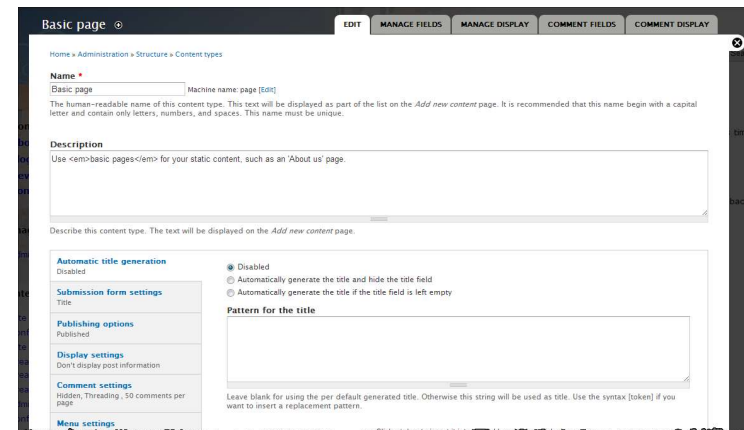 Basic page
EDIT
MANAGE FIELDS
MANAGE DISPLAY
COMMENT FIELDS
COMMENT DISPLAY
Home » Administration » Structure » Content types
Name *
Basic page
Machine name: page [Edit]
The human-readable name of this content type. This text will be displayed as part of the list on the Add new content page. It is recommended that this name begin with a capital
letter and contain only letters, numbers, and spaces. This name must be unique.
Description
Use <em>basic pages</em> for your static content, such as an 'About us' page.
Describe this content type. The text will be displayed on the Add new content page.
Automatic title generation
Disabled
Submission form settings
Title
Publishing options
Published
Display settings
Don't display post information
Comment settings
Hidden, Threading , 50 comments per
page
Menu settings
Disabled
Automatically generate the title and hide the title field
Automatically generate the title if the title field is left empty
Pattern for the title
Leave blank for using the per default generated title. Otherwise this string will be used as title. Use the syntax [token] if you
want to insert a replacement pattern.